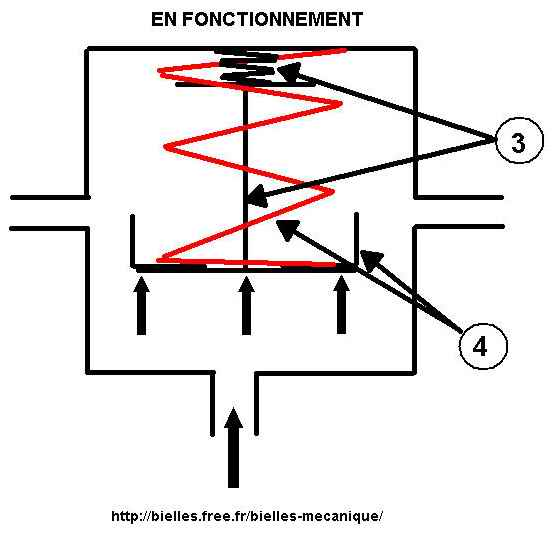 EN FONCTIONNEMENT
3
4
http://bielles.free.fr/bielles-mecanique/